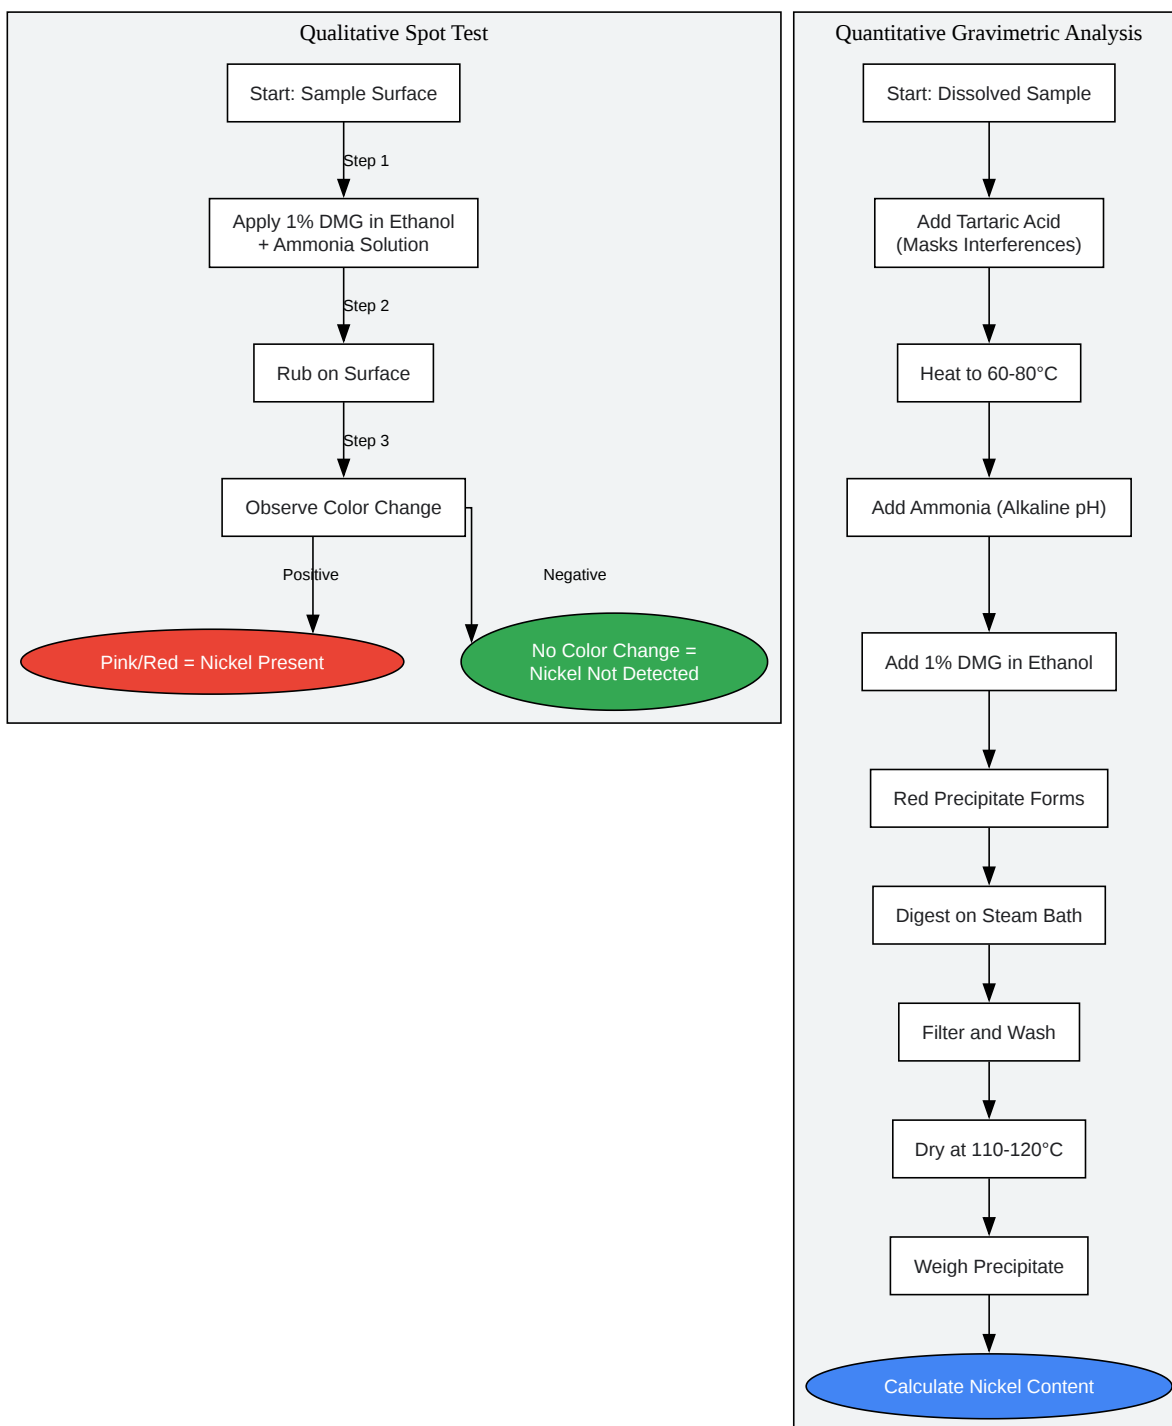 Qualitative Spot Test
Start: Sample Surface
Step 1
Apply 1% DMG in Ethanol
+ Ammonia Solution
Step 2
Rub on Surface
Step 3
Observe Color Change
Positive
Negative
Pink/Red = Nickel Present
No Color Change =
Nickel Not Detected
Quantitative Gravimetric Analysis
Start: Dissolved Sample
Add Tartaric Acid
(Masks Interferences)
Heat to 60-80°C
Add Ammonia (Alkaline pH)
Add 1% DMG in Ethanol
Red Precipitate Forms
Digest on Steam Bath
Filter and Wash
Dry at 110-120°C
Weigh Precipitate
Calculate Nickel Content